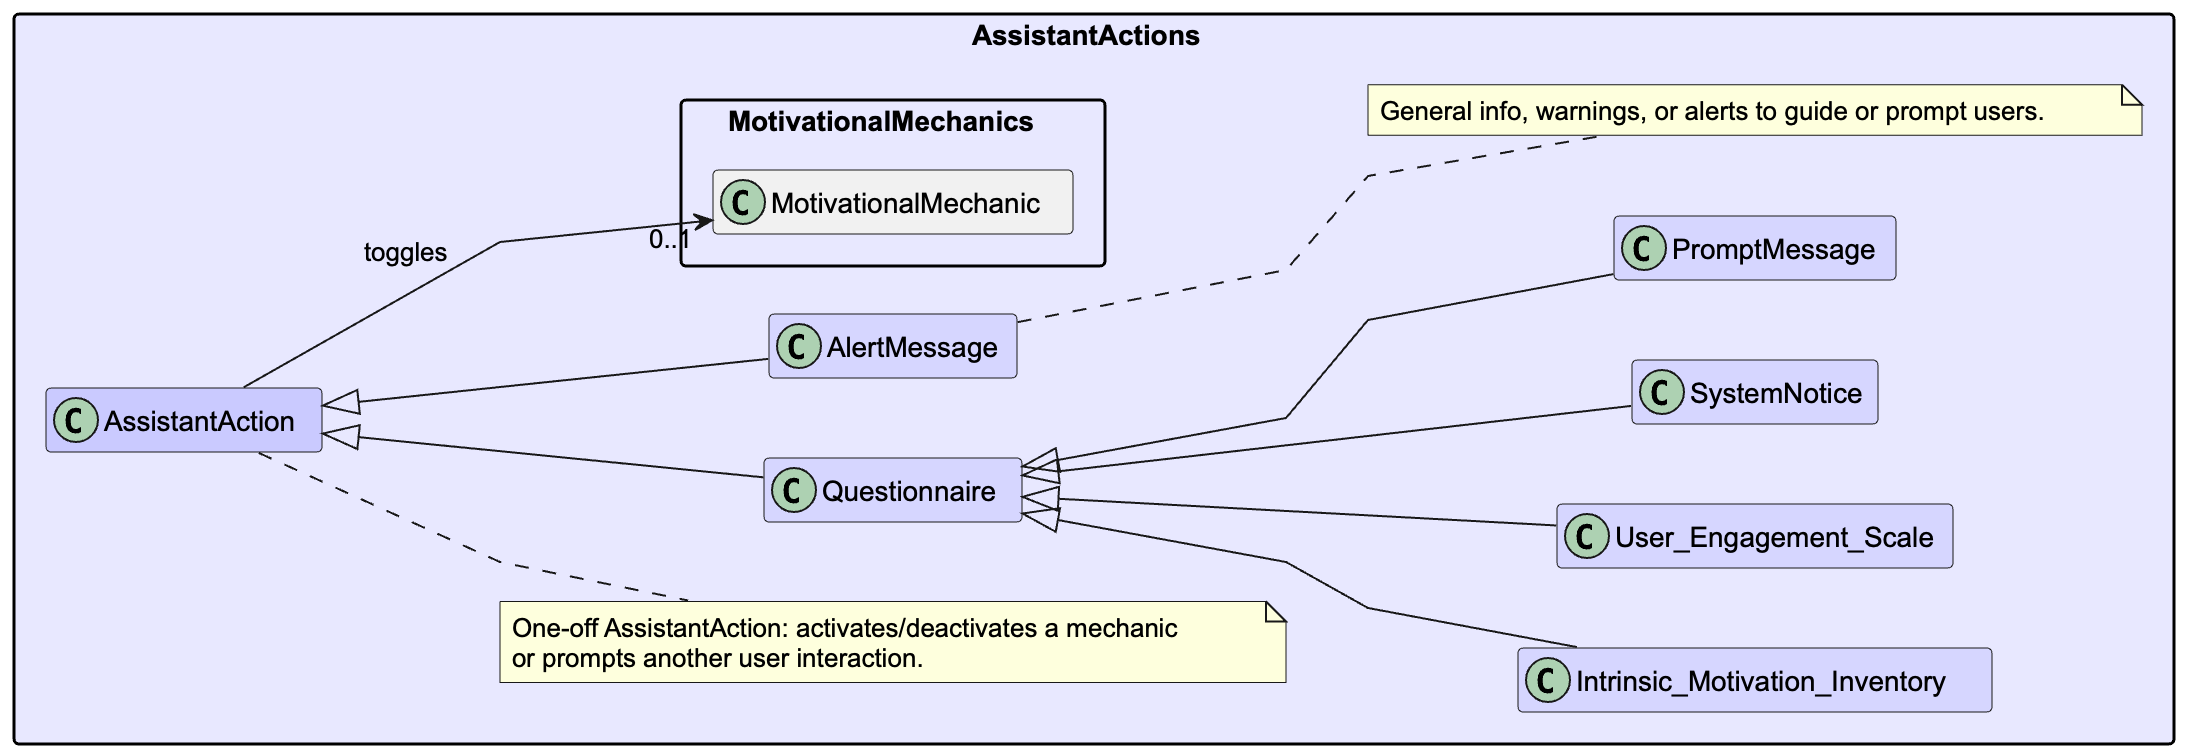 AssistantActions
General info, warnings, or alerts to guide or prompt users.
MotivationalMechanics
C MotivationalMechanic
toggles
0..1
C PromptMessage
C AlertMessage
C SystemNotice
C AssistantAction
C Questionnaire
C User_Engagement_Scale
One-off AssistantAction: activates/deactivates a mechanic
or prompts another user interaction.
C Intrinsic_Motivation_Inventory